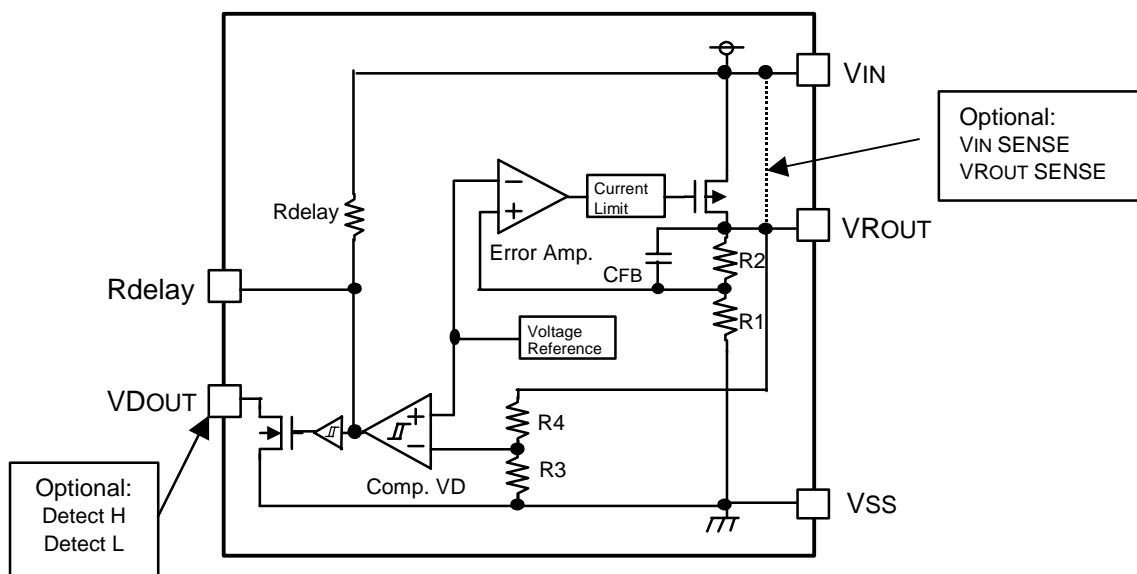 VIN
Optional:
VIN SENSE
VROUT SENSE
Current
Limit
Rdelay
VROUT
Error Amp.
R2
CFB
Rdelay
R1
Voltage
Reference
VDOUT
R4
R3
Comp. VD
Optional:
Detect H
Detect L
VSS